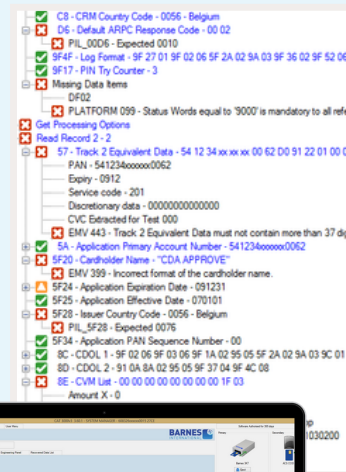 C8 - CRM Country Code - 0056 - Belgium
D6 - Default ARPC Response Code - 00 02
PIL_00D6 - Expected 0010
9F4F - Log Format - 9F 27 01 9F 02 06 5F 2A 02 9A 03 9F 36 02 9F 52 06
9F17 - PIN Try Counter - 3
Missing Data Items
DF02
PLATFORM 099 - Status Words equal to '9000' is mandatory to all refe
Get Processing Options
Read Record 2 - 2
57 - Track 2 Equivalent Data - 54 12 34 xx xx xx 00 62 D0 91 22 01 00 0
PAN - 541234xxxxxx0062
Expiry - 0912
Service code - 201
Discretionary data - 00000000000000
CVC Extracted for Test 000
EMV 443 - Track 2 Equivalent Data must not contain more than 37 dig
5A - Application Primary Account Number - 541234xxxxxx0062
5F20 - Cardholder Name - "CDA APPROVE"
EMV 399 - Incorrect format of the cardholder name.
5F24 - Application Expiration Date - 091231
5F25 - Application Effective Date - 070101
5F28 - Issuer Country Code - 0056 - Belgium
PIL_5F28 - Expected 0076
5F34 - Application PAN Sequence Number - 00
8C - CDOL 1 - 9F 02 06 9F 03 06 9F 1A 02 95 05 5F 2A 02 9A 03 9C 01
8D - CDOL 2 - 91 0A 8A 02 95 05 9F 37 04 9F 4C 08
8E - CVM List - 00 00 00 00 00 00 00 00 1F 03
Amount X - 0
BARNES
1030200